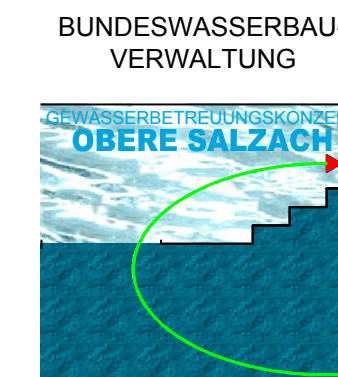 BUNDESWASSERBAU-
VERWALTUNG
GEWÄSSERBETREUUNGSKONZE
OBERE SALZACH